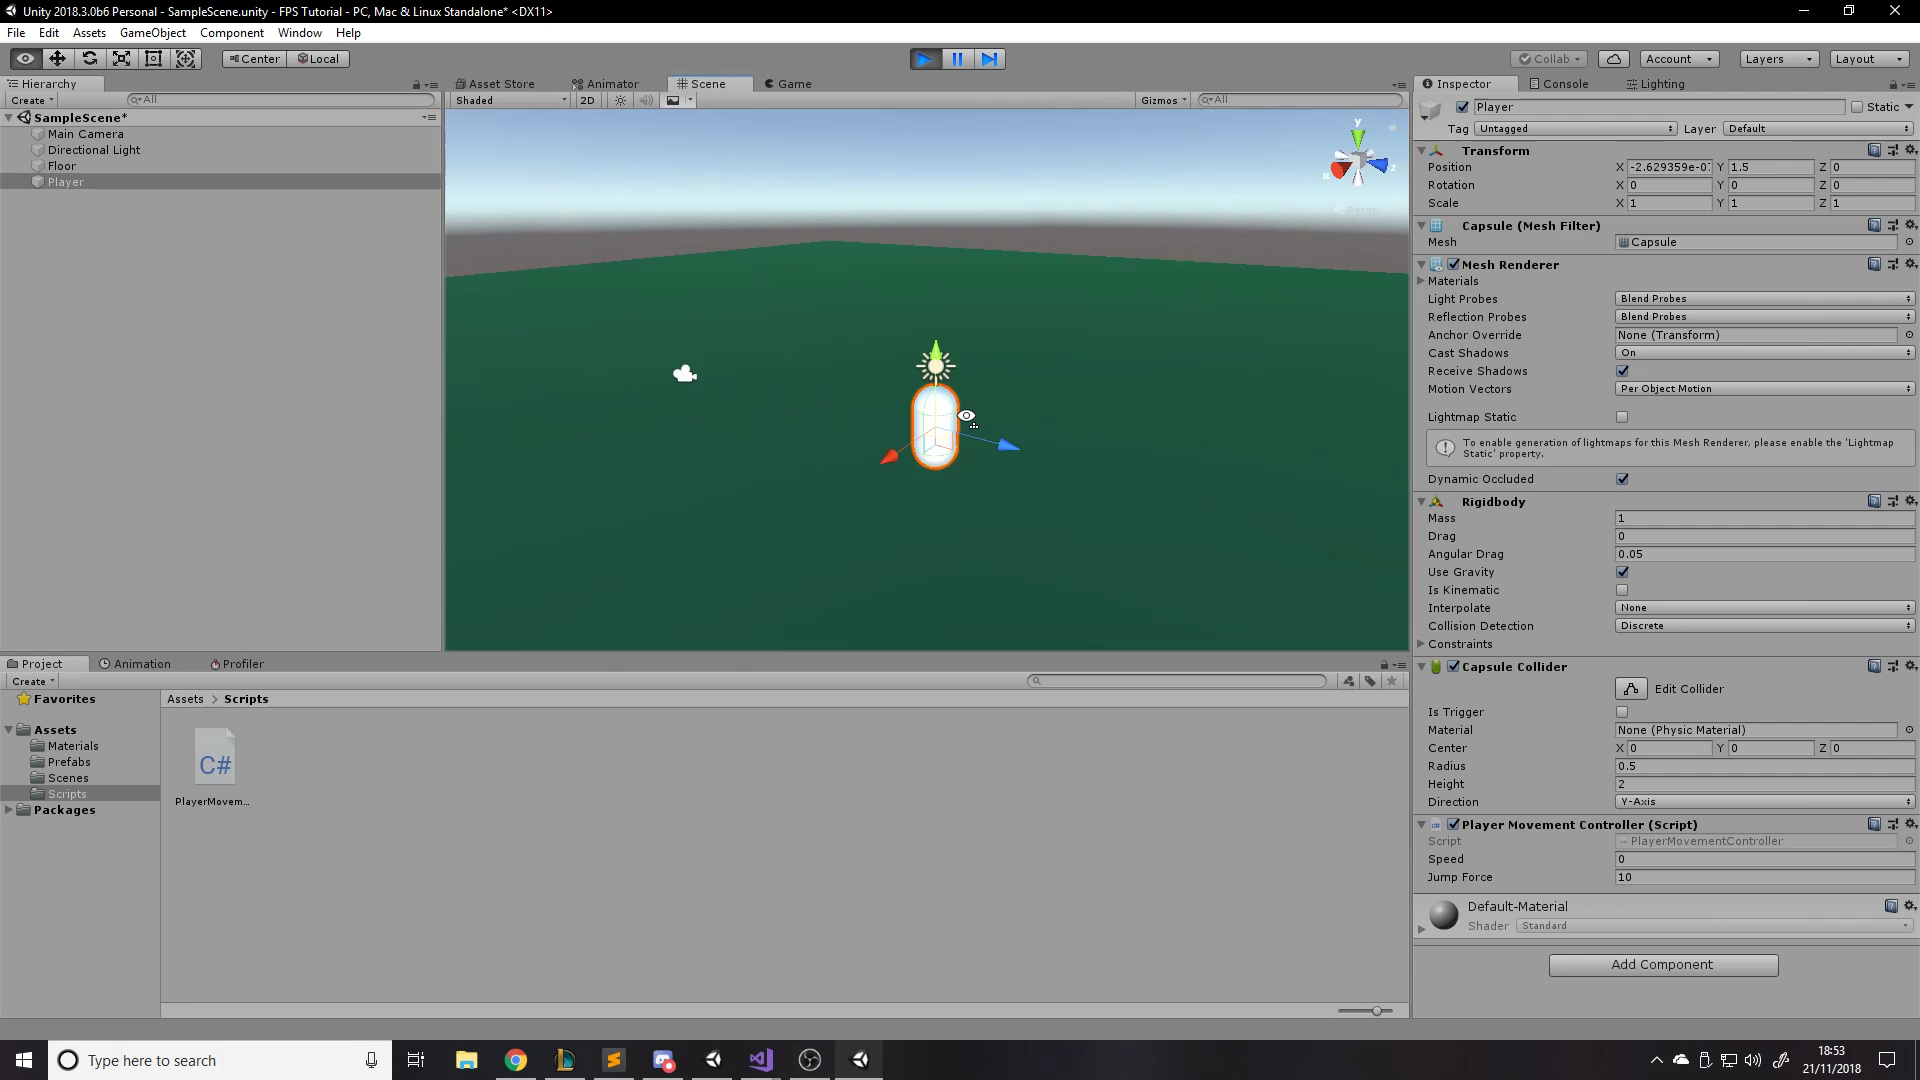 Unity 2018.3.0b6 Personal - SampleScene.unity - FPS Tutorial - PC, Mac & Linux Standalone* <DX11>
File Edit Assets GameObject Component Window Help
Center Local Collab Account Layers Layout
Hierarchy
Create All
SampleScene*
Main Camera
Directional Light
Floor
Player
Asset Store Animator Scene Game
Shaded 2D Gizmos All
y
x
z
Persp
Project Animation Profiler
Create
Favorites
Assets
Materials
Prefabs
Scenes
Scripts
Packages
Assets > Scripts
C#
PlayerMovem...
Inspector Console Lighting
Player Static
Tag Untagged Layer Default
Transform
Position X -2.629359e-0 Y 1.5 Z 0
Rotation X 0 Y 0 Z 0
Scale X 1 Y 1 Z 1
Capsule (Mesh Filter)
Mesh Capsule
Mesh Renderer
Materials
Light Probes Blend Probes
Reflection Probes Blend Probes
Anchor Override None (Transform)
Cast Shadows On
Receive Shadows
Motion Vectors Per Object Motion
Lightmap Static
To enable generation of lightmaps for this Mesh Renderer, please enable the 'Lightmap
Static' property.
Dynamic Occluded
Rigidbody
Mass 1
Drag 0
Angular Drag 0.05
Use Gravity
Is Kinematic
Interpolate None
Collision Detection Discrete
Constraints
Capsule Collider
Edit Collider
Is Trigger
Material None (Physic Material)
Center X 0 Y 0 Z 0
Radius 0.5
Height 2
Direction Y-Axis
Player Movement Controller (Script)
Script PlayerMovementController
Speed 0
Jump Force 10
Default-Material
Shader Standard
Add Component
Type here to search
18:53
21/11/2018